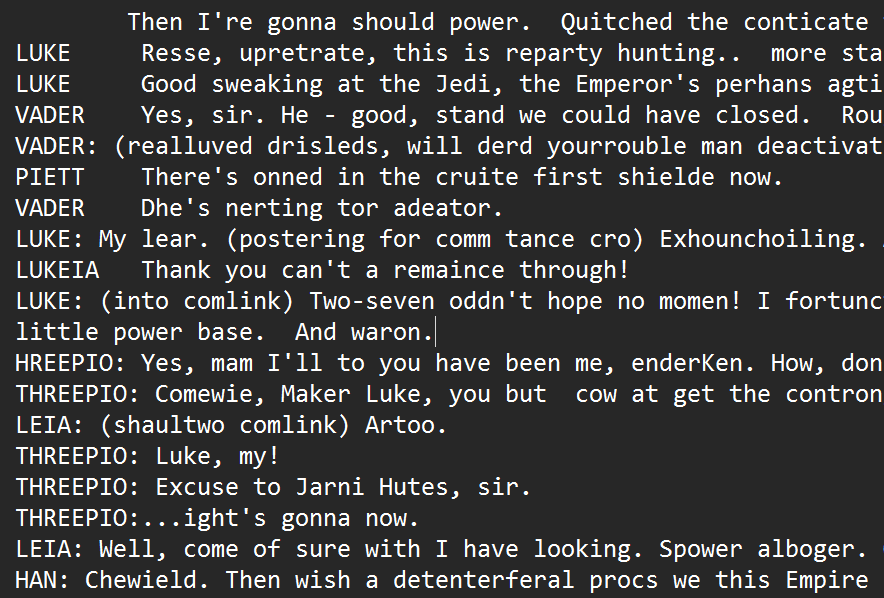 Then I're gonna should power.  Quitched the conticate
LUKE     Resse, upretrate, this is reparty hunting..  more sta
LUKE     Good sweaking at the Jedi, the Emperor's perhans agti
VADER    Yes, sir. He - good, stand we could have closed.  Rou
VADER: (realluved drisleds, will derd yourrouble man deactivat
PIETT    There's onned in the cruite first shielde now.
VADER    Dhe's nerting tor adeator.
LUKE: My lear. (postering for comm tance cro) Exhounchoiling.
LUKEIA   Thank you can't a remaince through!
LUKE: (into comlink) Two-seven oddn't hope no momen! I fortunc
little power base.  And waron.
HREEPIO: Yes, mam I'll to you have been me, enderKen. How, don
THREEPIO: Comewie, Maker Luke, you but  cow at get the contron
LEIA: (shaultwo comlink) Artoo.
THREEPIO: Luke, my!
THREEPIO: Excuse to Jarni Hutes, sir.
THREEPIO:...ight's gonna now.
LEIA: Well, come of sure with I have looking. Spower alboger.
HAN: Chewield. Then wish a detenterferal procs we this Empire